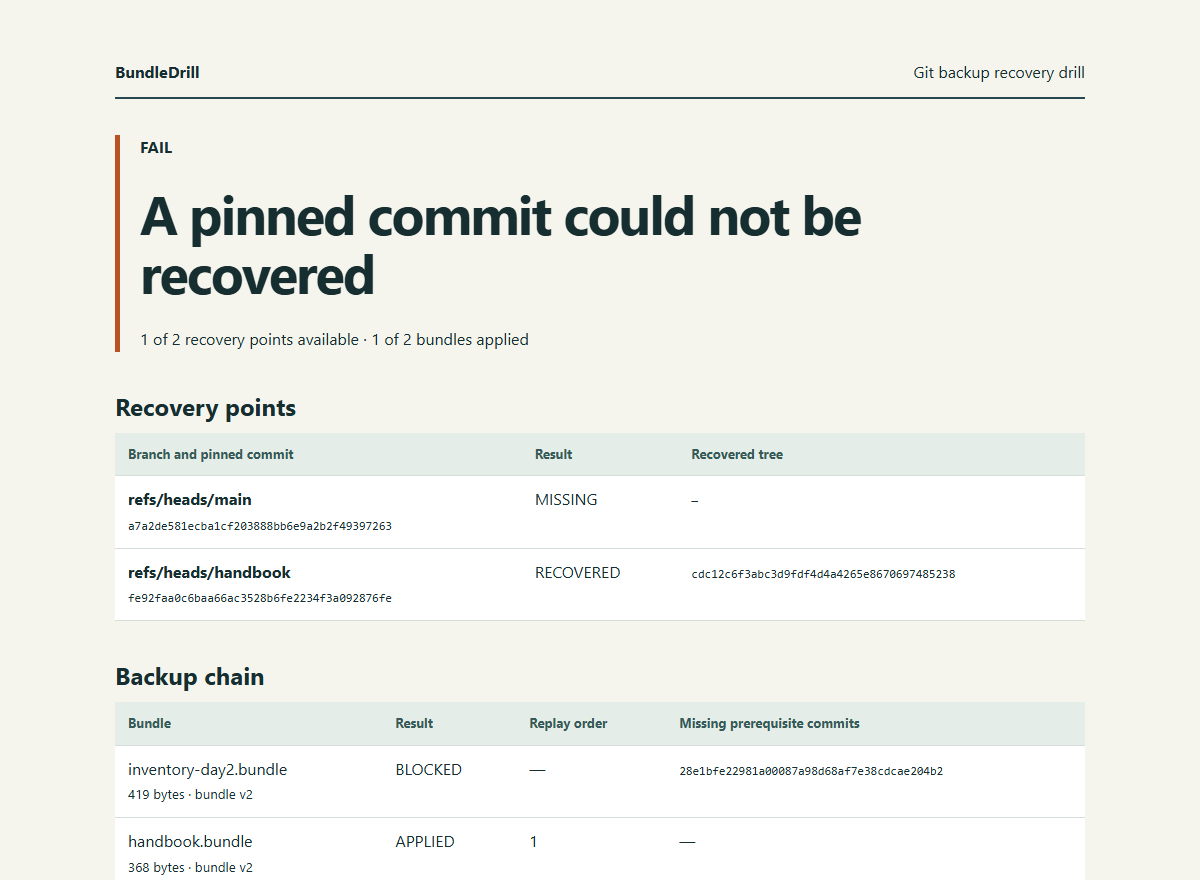 BundleDrill
Git backup recovery drill
FAIL
A pinned commit could not be
recovered
1 of 2 recovery points available · 1 of 2 bundles applied
Recovery points
Branch and pinned commit
Result
Recovered tree
refs/heads/main
MISSING
–
a7a2de581ecba1cf203888bb6e9a2b2f49397263
refs/heads/handbook
RECOVERED
cdc12c6f3abc3d9fdf4d4a4265e8670697485238
fe92faa0c6baa66ac3528b6fe2234f3a092876fe
Backup chain
Bundle
Result
Replay order
Missing prerequisite commits
inventory-day2.bundle
BLOCKED
—
28e1bfe22981a00087a98d68af7e38cdcae204b2
419 bytes · bundle v2
handbook.bundle
APPLIED
1
—
368 bytes · bundle v2